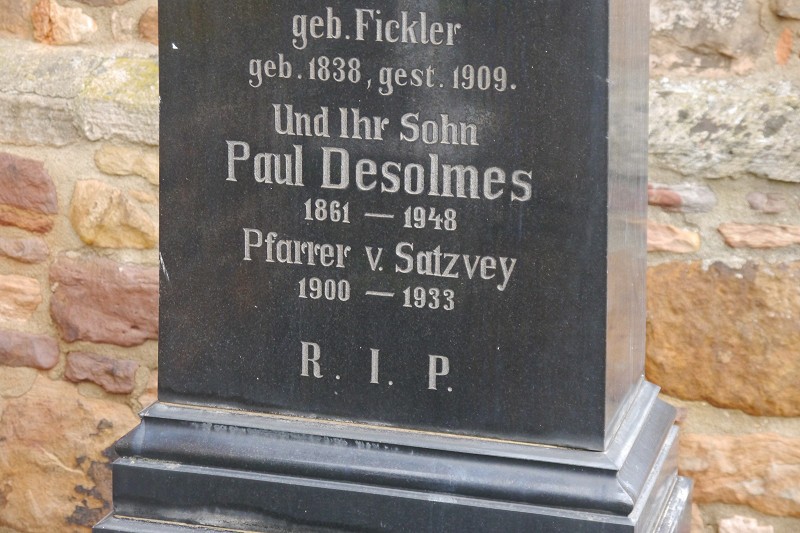 geb. Fickler
geb. 1838, gest. 1909.
Und Ihr Sohn
Paul Desolmes
1861 — 1948
Pfarrer v. Satzvey
1900 — 1933
R. I. P.